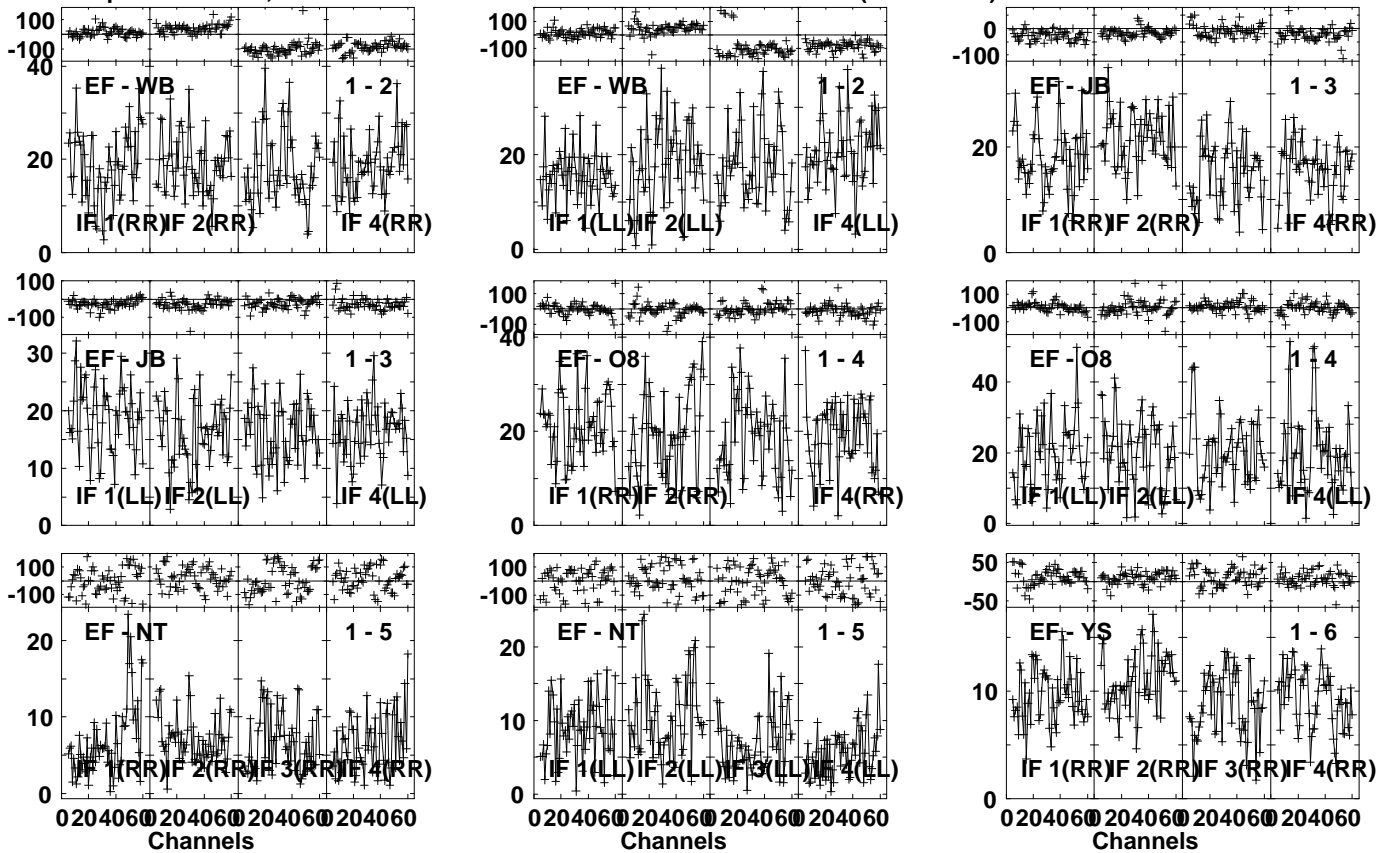 100 100 0
-100 -100 -100
40
EF - WB 1 - 2 EF - WB 1 - 2 EF - JB 1 - 3
20 20 20
IF 1(RR) IF 2(RR) IF 4(RR) IF 1(LL) IF 2(LL) IF 4(LL) IF 1(RR) IF 2(RR) IF 4(RR)
0 0 0
100 100 100
-100 -100 -100
40
30 EF - JB 1 - 3 EF - O8 1 - 4 EF - O8 1 - 4
40
20 20 20
10
IF 1(LL) IF 2(LL) IF 4(LL) IF 1(RR) IF 2(RR) IF 4(RR) IF 1(LL) IF 2(LL) IF 4(LL)
0 0 0
100 100 50
-100 -100 -50
EF - NT 1 - 5 EF - NT 1 - 5 EF - YS 1 - 6
20 20
10 10 10
IF 1(RR) IF 2(RR) IF 3(RR) IF 4(RR) IF 1(LL) IF 2(LL) IF 3(LL) IF 4(LL) IF 1(RR) IF 2(RR) IF 3(RR) IF 4(RR)
0 0 0
0 20 40 60 0 20 40 60 0 20 40 60 0 20 40 60 0 20 40 60 0 20 40 60 0 20 40 60 0 20 40 60 0 20 40 60 0 20 40 60 0 20 40 60 0 20 40 60
Channels Channels Channels